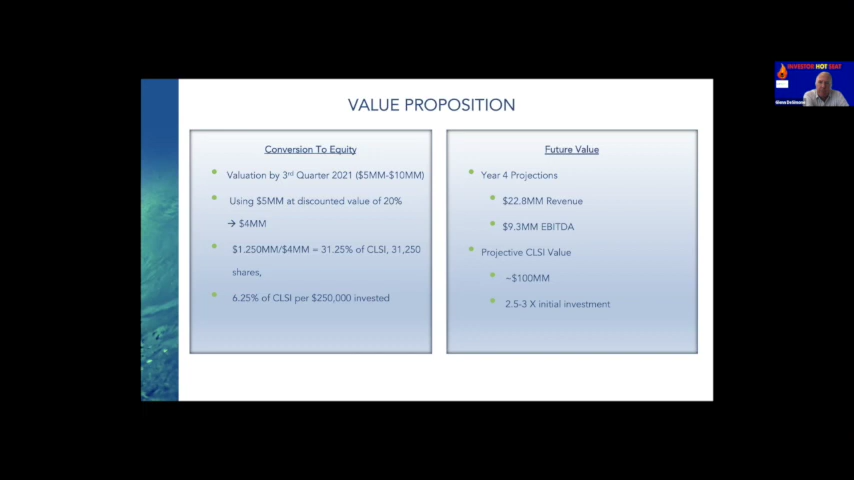 INVESTOR HOT SEAT
VALUE PROPOSITION
Conversion To Equity
Valuation by 3rd Quarter 2021 ($5MM-$10MM)
Using $5MM at discounted value of 20%
→ $4MM
$1.250MM/$4MM = 31.25% of CLSI, 31,250
shares,
6.25% of CLSI per $250,000 invested
Future Value
Year 4 Projections
$22.8MM Revenue
$9.3MM EBITDA
Projective CLSI Value
~$100MM
2.5-3 X initial investment